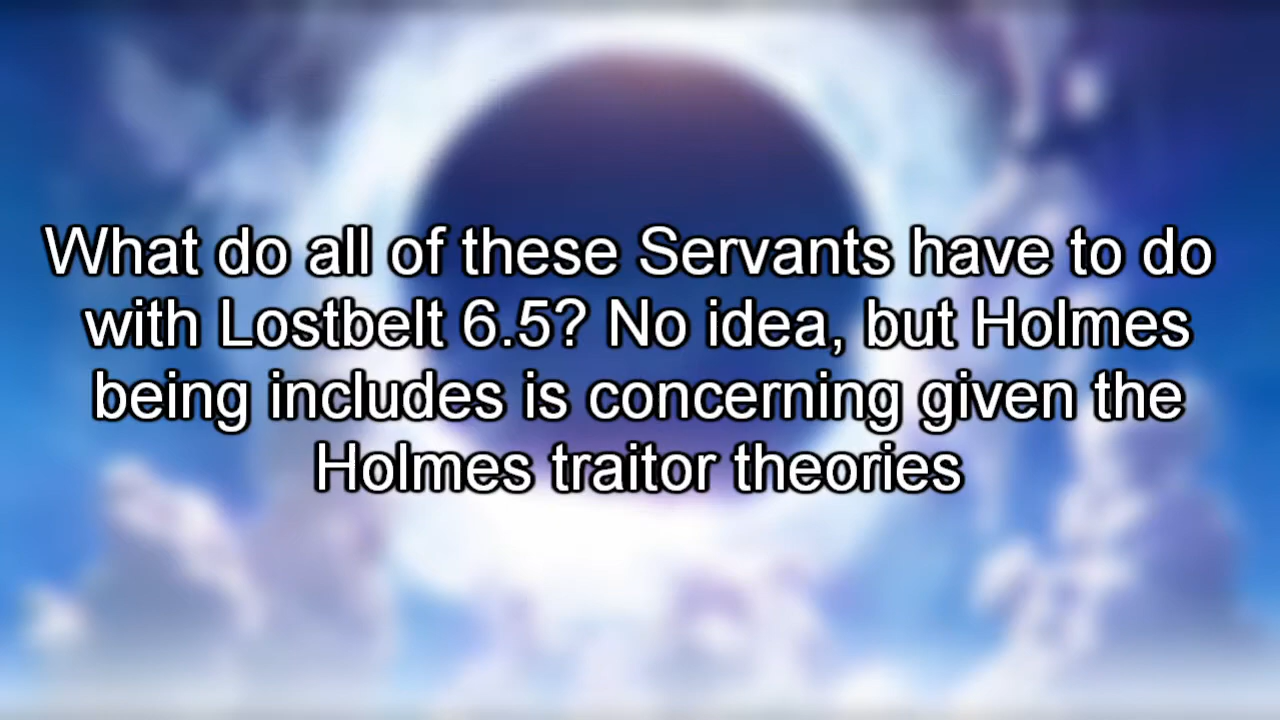 What do all of these Servants have to do
with Lostbelt 6.5? No idea, but Holmes
being includes is concerning given the
Holmes traitor theories